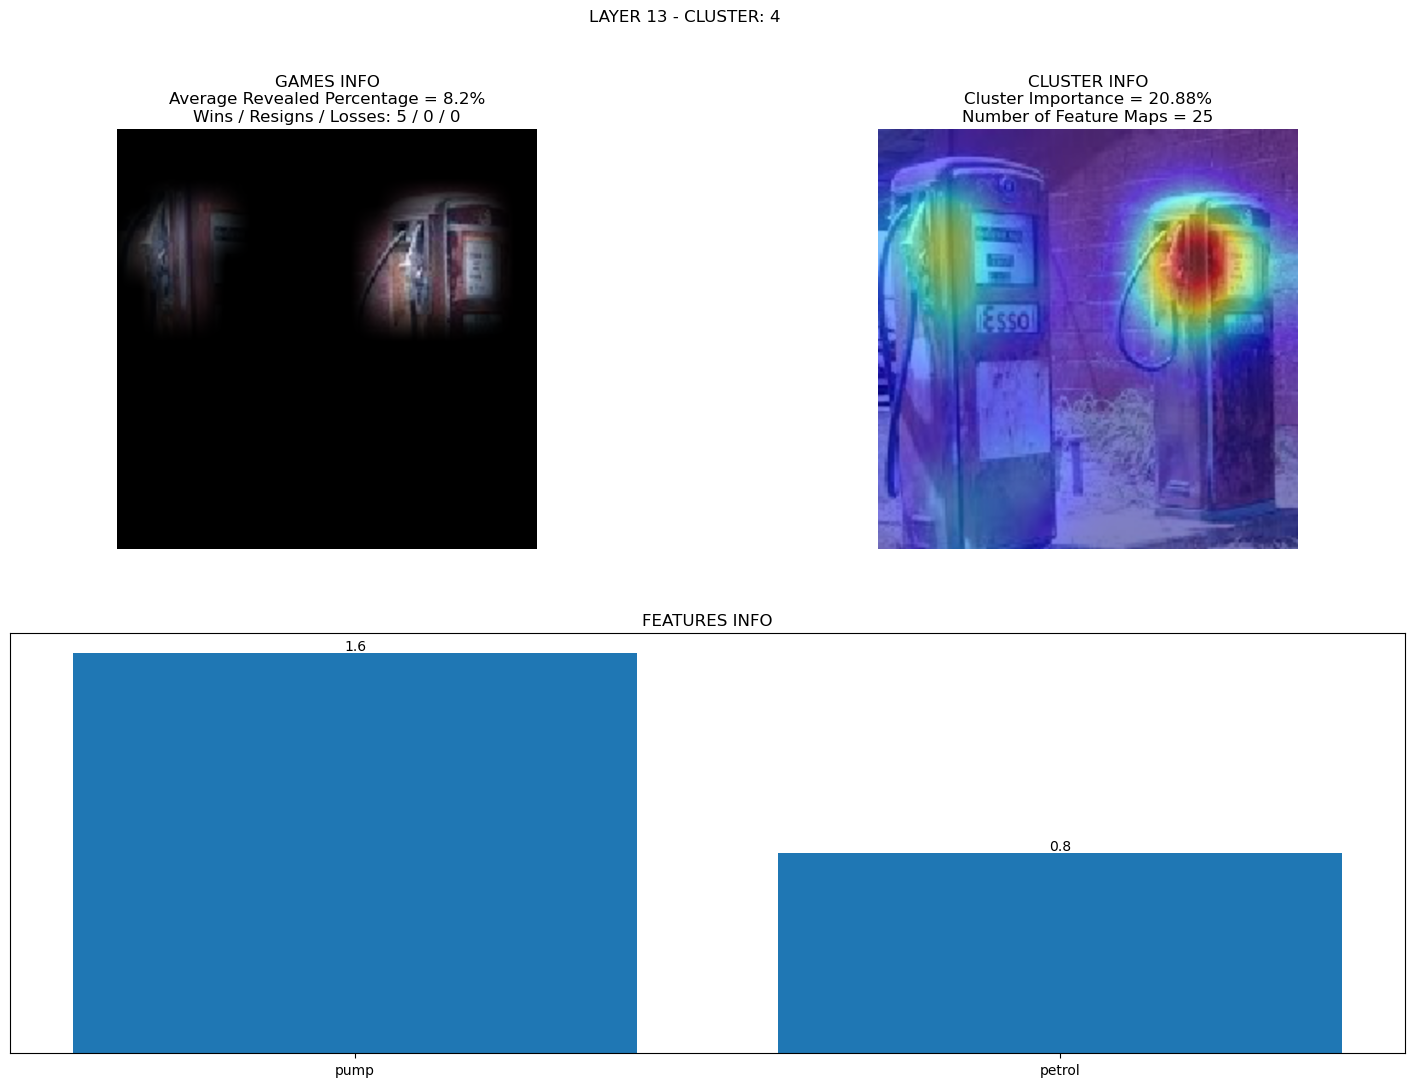 LAYER 13 - CLUSTER: 4
GAMES INFO
Average Revealed Percentage = 8.2%
Wins / Resigns / Losses: 5 / 0 / 0
CLUSTER INFO
Cluster Importance = 20.88%
Number of Feature Maps = 25
ESSO
FEATURES INFO
1.6
0.8
pump
petrol